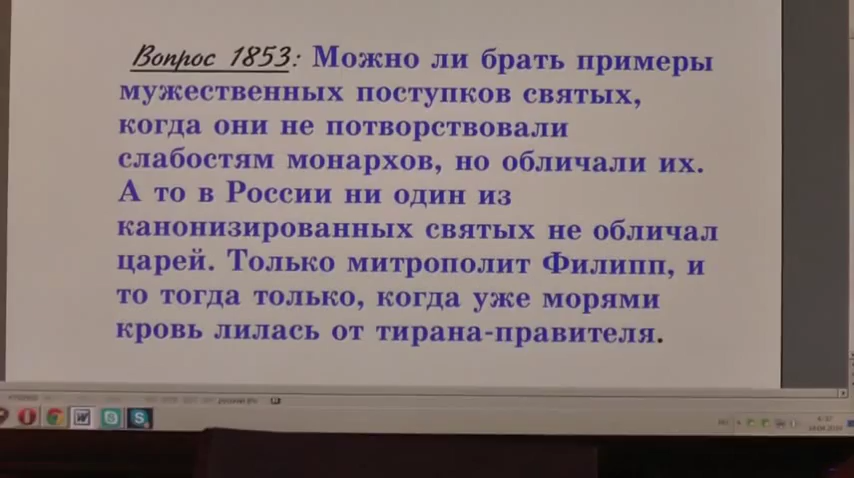 Вопрос 1853: Можно ли брать примеры
мужественных поступков святых,
когда они не потворствовали
слабостям монархов, но обличали их.
А то в России ни один из
канонизированных святых не обличал
царей. Только митрополит Филипп, и
то тогда только, когда уже морями
кровь лилась от тирана-правителя.